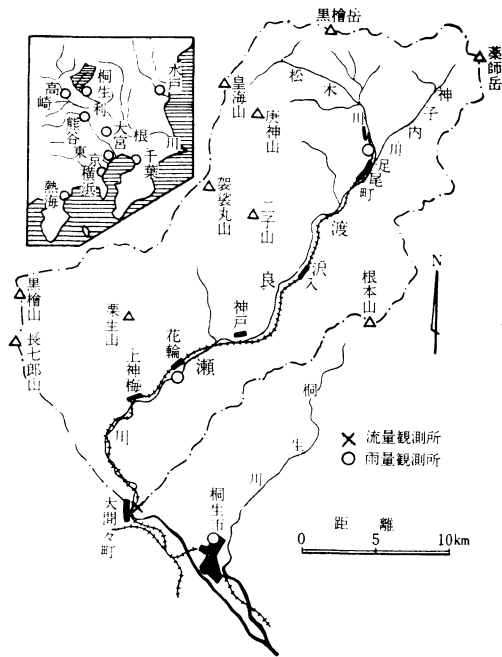 黒檜岳
薬師岳
皇海山
庚神山
松木川
神子内川
足尾町
袈裟丸山
二子山
渡良瀬川
沢入
根本山
N
黒檜山
長七郎山
栗生山
神戸
花輪
上神梅
大間々町
桐生川
桐生市
流量観測所
雨量観測所
距離
0 5 10km
水戸
桐生
高崎
利根川
熊谷
大宮
東京
千葉
横浜
熱海